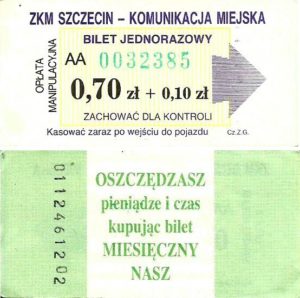 ZKM SZCZECIN – KOMUNIKACJA MIEJSKA
BILET JEDNORAZOWY
OPŁATA
MANIPULACYJNA
AA 0032385
0,70 zł + 0,10 zł
ZACHOWAĆ DLA KONTROLI
Kasować zaraz po wejściu do pojazdu
Cz.Z.G.
0112461202
OSZCZĘDZASZ
pieniądze i czas
kupując bilet
MIESIĘCZNY
NASZ